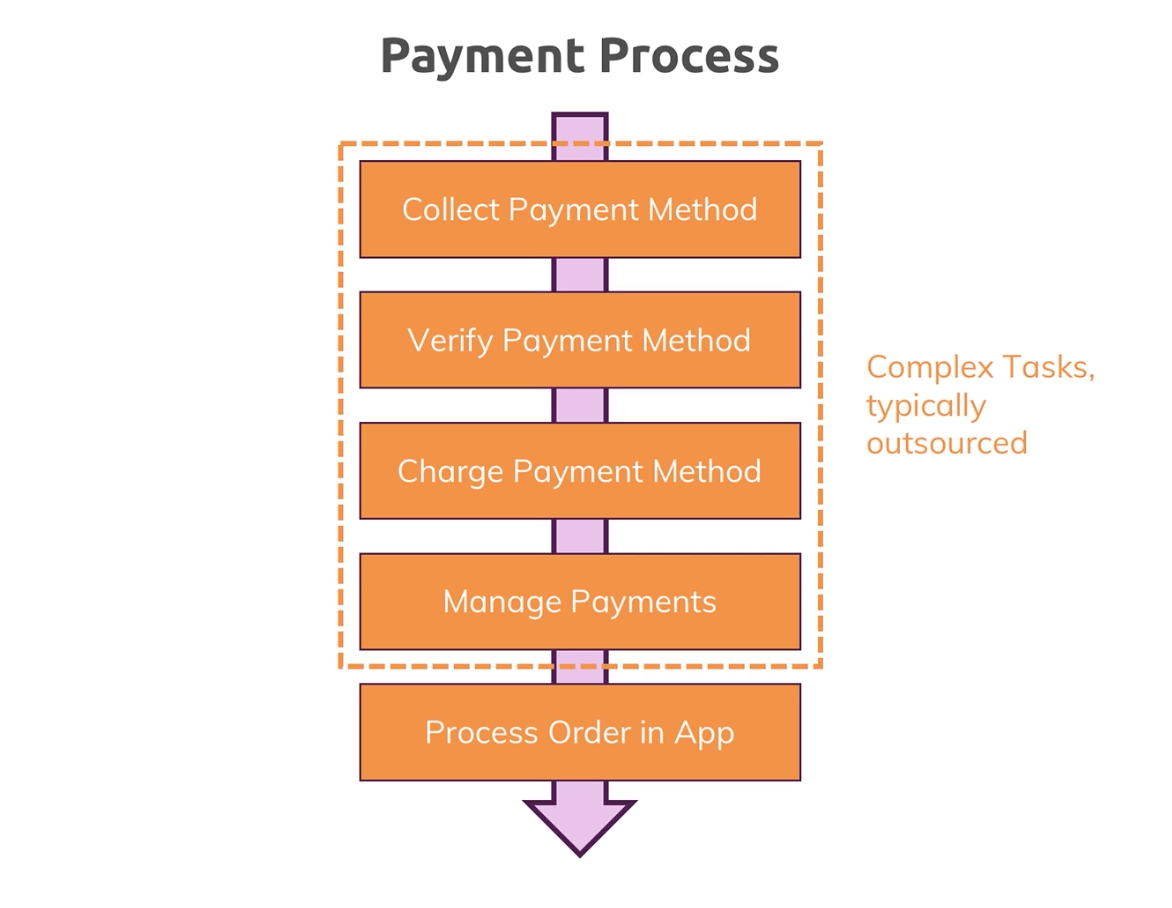 Payment Process
Collect Payment Method
Verify Payment Method
Charge Payment Method
Manage Payments
Process Order in App
Complex Tasks,
typically
outsourced